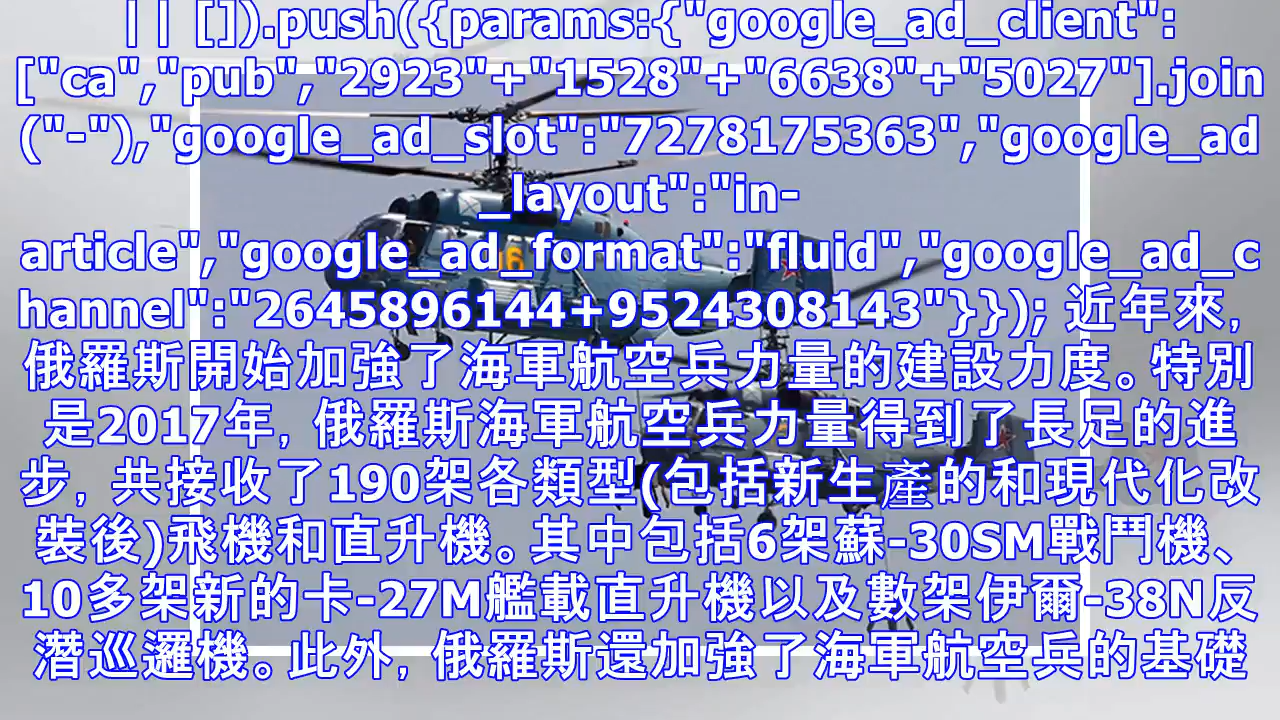 || []).push({params:{"google_ad_client":
["ca","pub","2923"+"1528"+"6638"+"5027"].join
("-"),"google_ad_slot":"7278175363","google_ad
_layout":"in-
article","google_ad_format":"fluid","google_ad_c
hannel":"2645896144+9524308143"}}); 近年來，
俄羅斯開始加強了海軍航空兵力量的建設力度。特別
是2017年，俄羅斯海軍航空兵力量得到了長足的進
步，共接收了190架各類型(包括新生產的和現代化改
裝後)飛機和直升機。其中包括6架蘇-30SM戰鬥機、
10多架新的卡-27M艦載直升機以及數架伊爾-38N反
潛巡邏機。此外，俄羅斯還加強了海軍航空兵的基礎